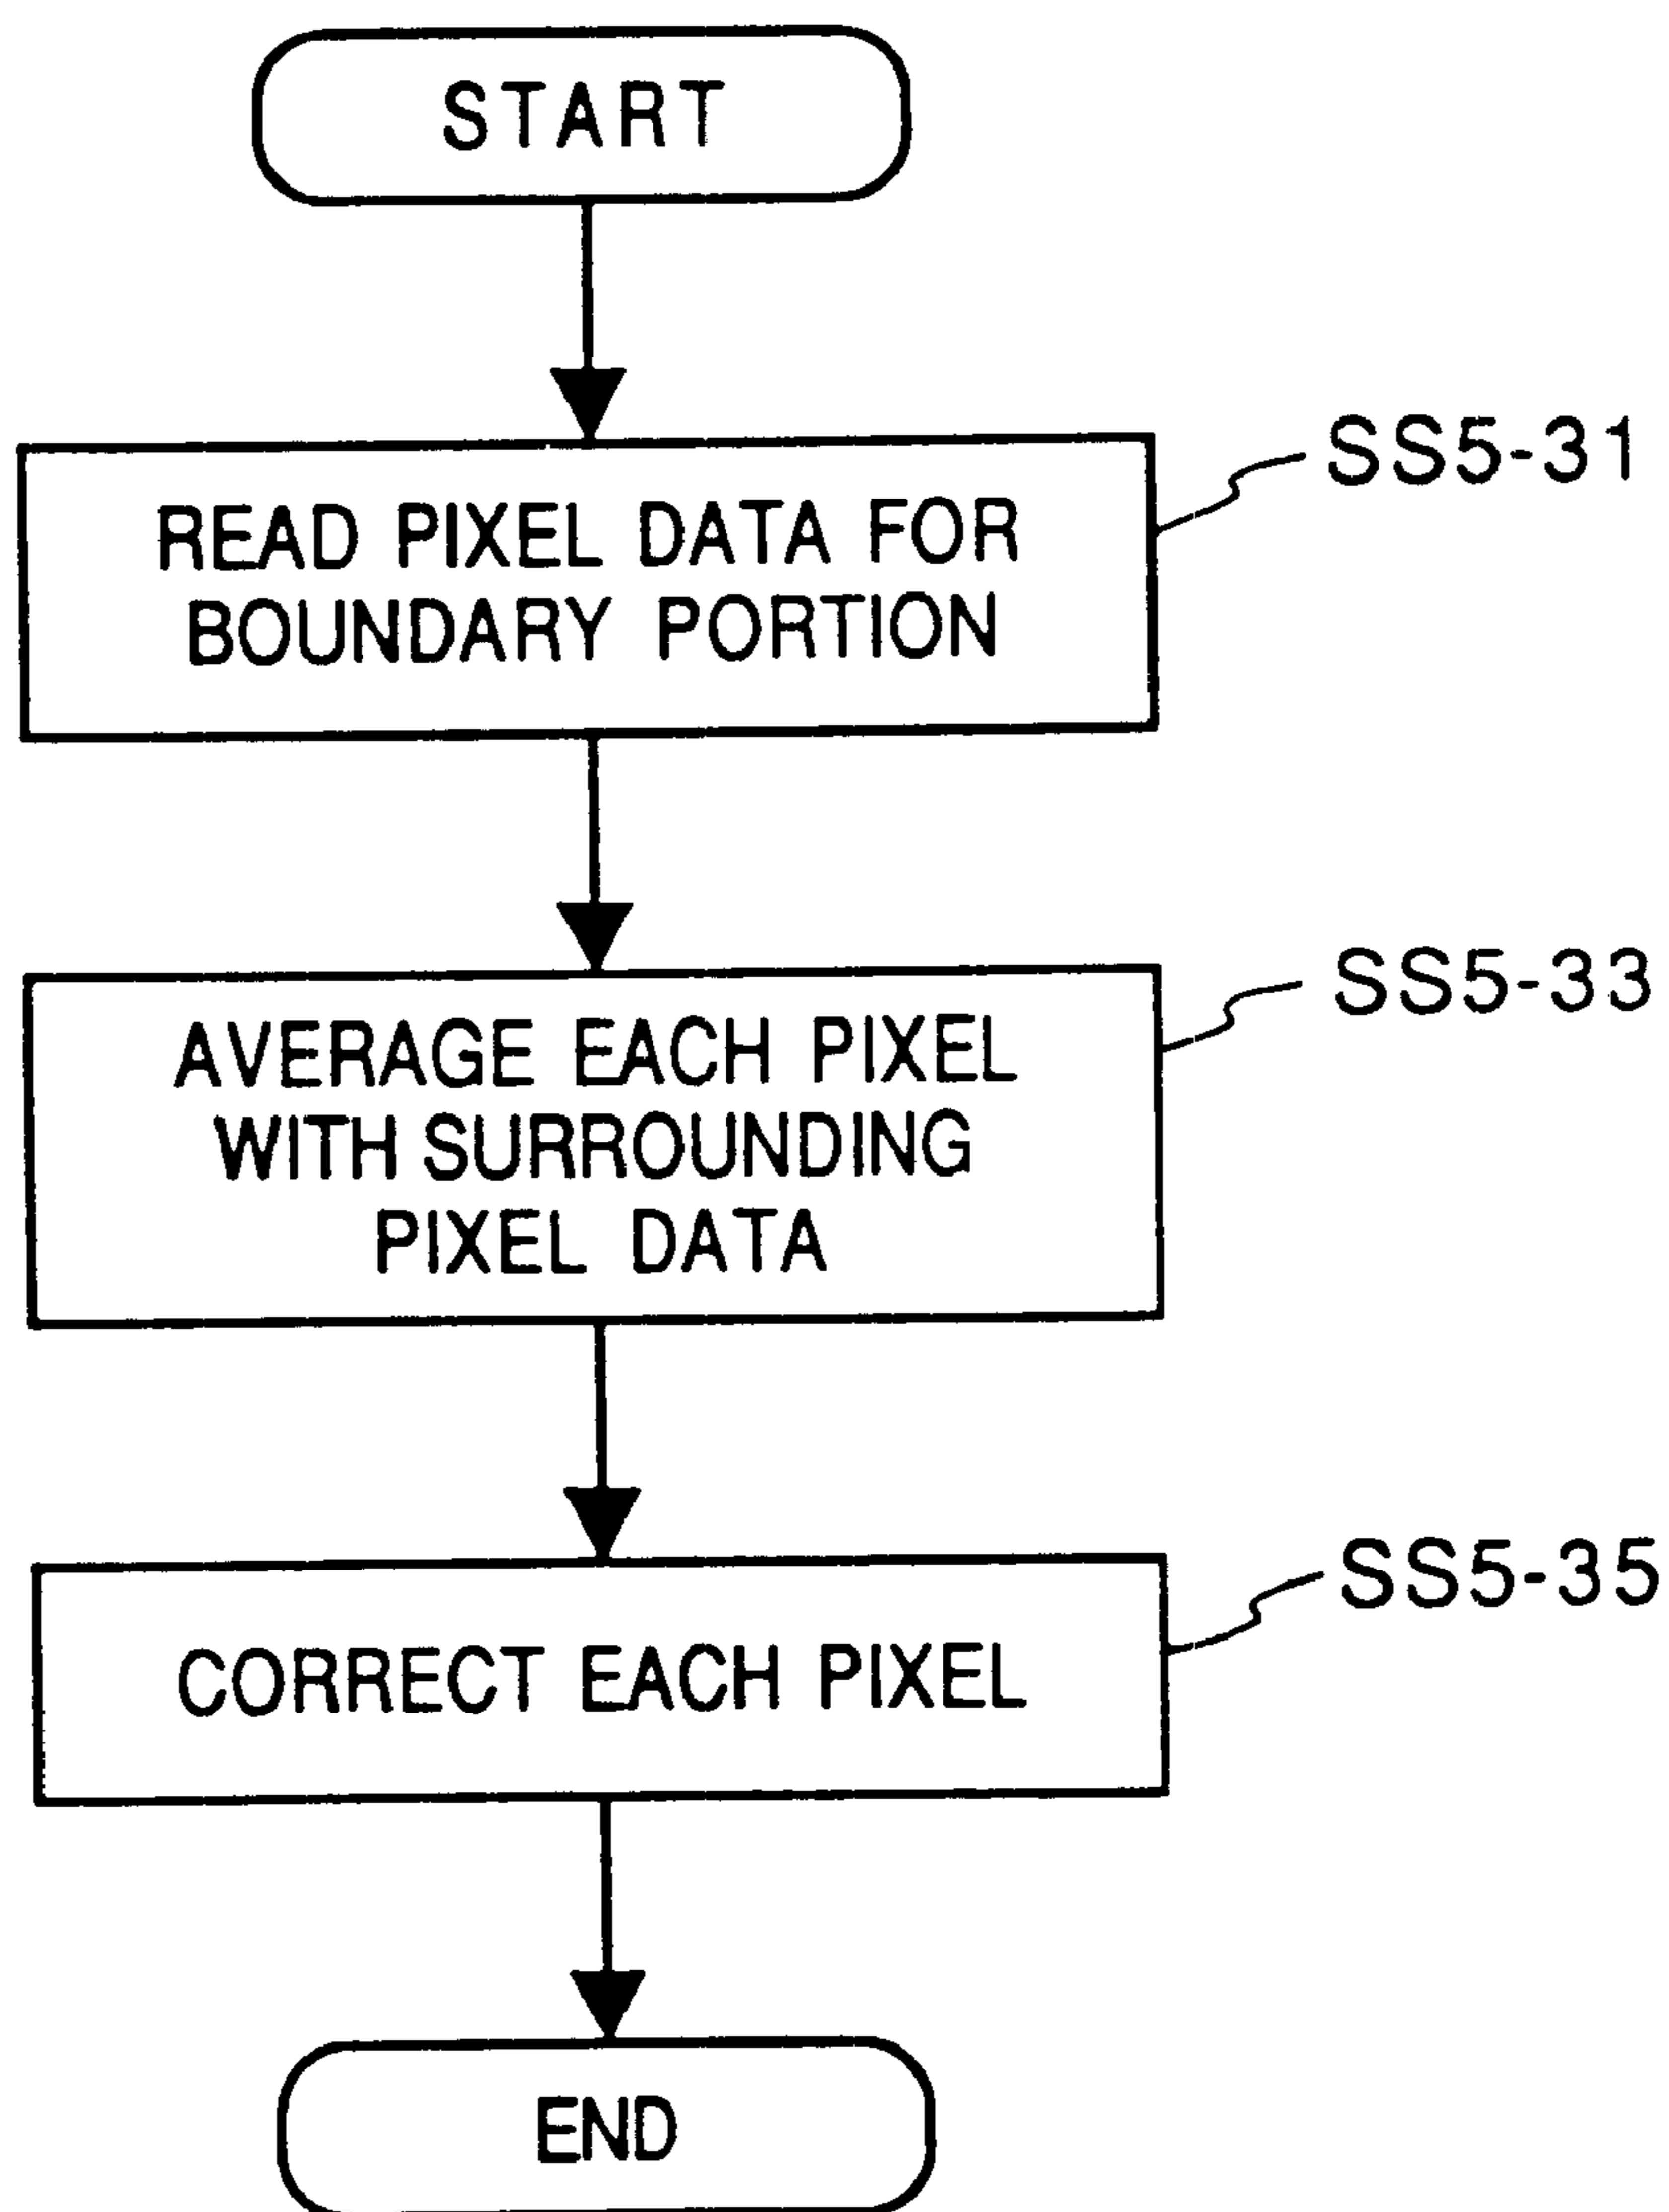 START
SS5-31
READ PIXEL DATA FOR
BOUNDARY PORTION
SS5-33
AVERAGE EACH PIXEL
WITH SURROUNDING
PIXEL DATA
SS5-35
CORRECT EACH PIXEL
END